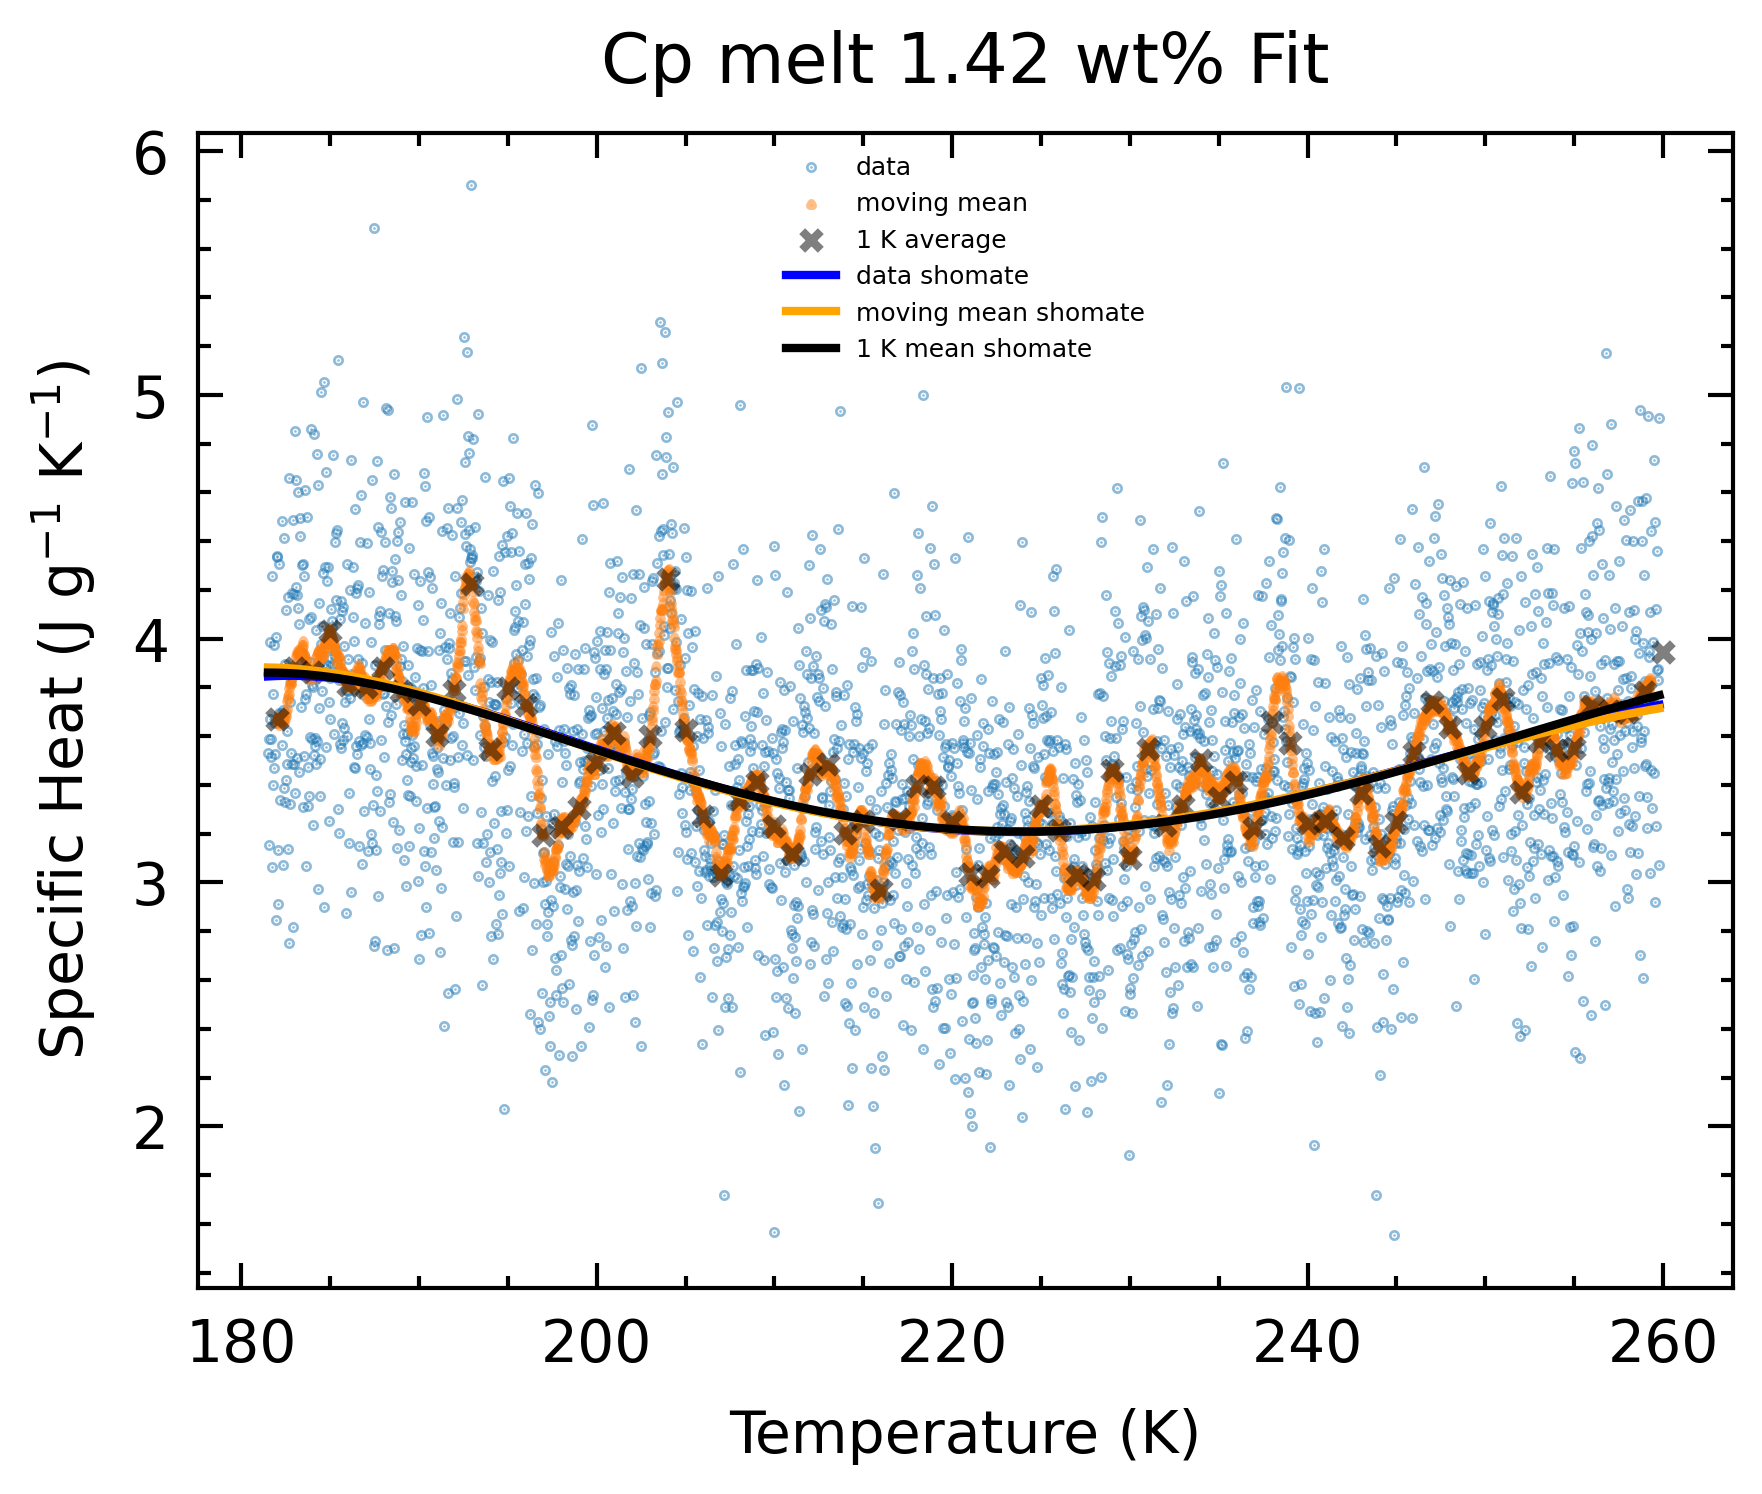 Cp melt 1.42 wt% Fit
data
moving mean
1 K average
data shomate
moving mean shomate
1 K mean shomate
6
5
4
3
2
Specific Heat (J g⁻¹ K⁻¹)
180 200 220 240 260
Temperature (K)